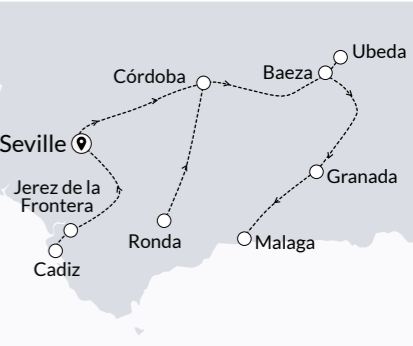 Ubeda
Baeza
Córdoba
Seville
Granada
Jerez de la
Frontera
Ronda
Malaga
Cadiz